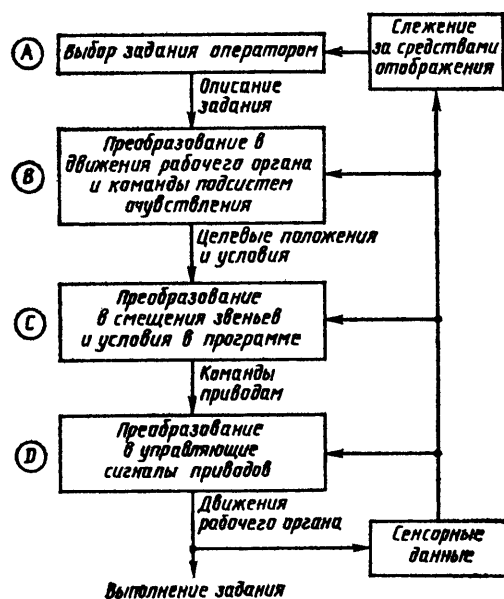 A
Выбор задания оператором
Слежение
за средствами
отображения
Описание
задания
B
Преобразование в
движения рабочего органа
и команды подсистем
очувствления
Целевые положения
и условия
C
Преобразование
в смещения звеньев
и условия в программе
Команды
приводам
D
Преобразование
в управляющие
сигналы приводов
Движения
рабочего органа
Сенсорные
данные
Выполнение задания